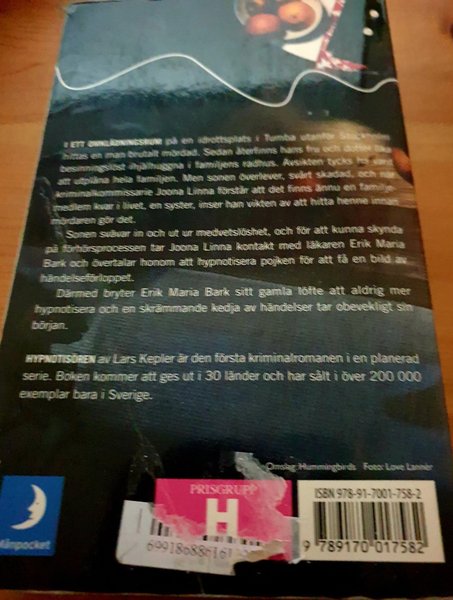 I ETT OMKLÄDNINGSRUM på en idrottsplats i Tumba utanför Stockholm
hittas en man brutalt mördad. Sedan återfinns hans fru och dotter lika
besinningslöst ihjälhuggna i familjens radhus. Avsikten tycks ha varit
att utplåna hela familjen. Men sonen överlever, svårt skadad, och när
kriminalkommissarie Joona Linna förstår att det finns ännu en familje-
medlem kvar i livet, en syster, inser han vikten av att hitta henne innan
mördaren gör det.
Sonen svävar in och ut ur medvetslöshet, och för att kunna skynda
på förhörsprocessen tar Joona Linna kontakt med läkaren Erik Maria
Bark och övertalar honom att hypnotisera pojken för att få en bild av
händelseförloppet.
Därmed bryter Erik Maria Bark sitt gamla löfte att aldrig mer
hypnotisera och en skrämmande kedja av händelser tar obevekligt sin
början.
HYPNOTISÖREN av Lars Kepler är den första kriminalromanen i en planerad
serie. Boken kommer att ges ut i 30 länder och har sålt i över 200 000
exemplar bara i Sverige.
Omslag: Hummingbirds Foto: Love Lannér
PRISGRUPP
H
ISBN 978-91-7001-758-2
9 789170 017582
Månpocket